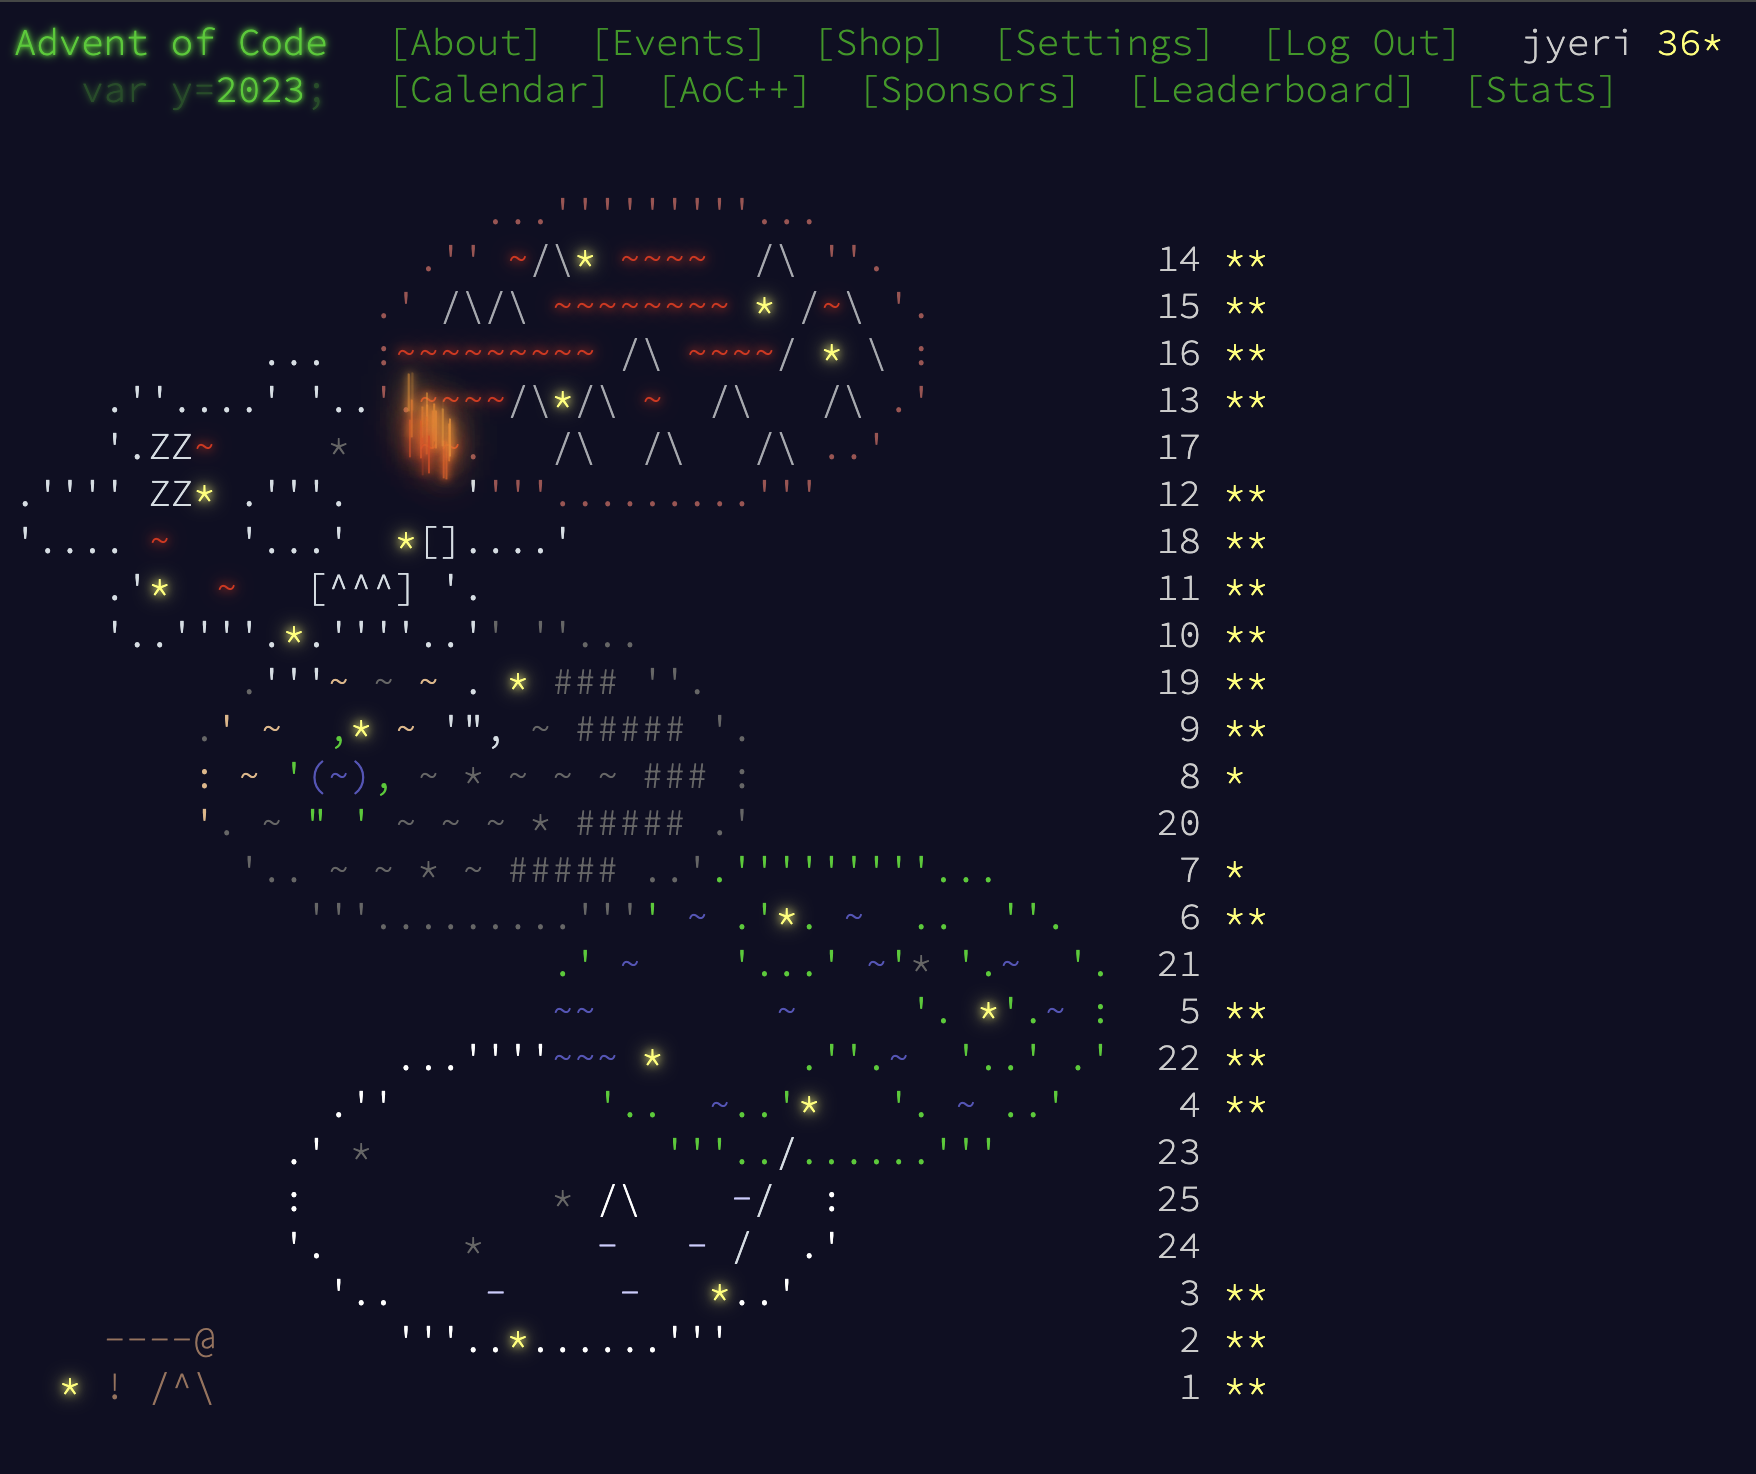 Advent of Code [About] [Events] [Shop] [Settings] [Log Out] jyeri 36*
var y=2023; [Calendar] [AoC++] [Sponsors] [Leaderboard] [Stats]
...'''''''''...
.'' ~/\* ~~~~  /\ ''. 14 **
.' /\/\ ~~~~~~~~ * /~\ '. 15 **
... :~~~~~~~~~ /\ ~~~~/ * \ : 16 **
.''....' '..'.~~~~/\*/\ ~  /\   /\ .' 13 **
'.ZZ~     *     ~.   /\  /\   /\ ..' 17
.'''' ZZ* .'''.     ''''.........''' 12 **
'.... ~   '...'  *[]....' 18 **
.'*  ~   [^^^] '. 11 **
'..''''.*.''''..'' ''... 10 **
.'''~ ~ ~ . * ### ''. 19 **
.' ~  ,* ~ '", ~ ##### '. 9 **
: ~ '(~), ~ * ~ ~ ~ ### : 8 *
'. ~ " ' ~ ~ ~ * ##### .' 20
'.. ~ ~ * ~ ##### ..'.'''''''''... 7 *
'''.........'''' ~ .'*. ~  ..  ''. 6 **
.' ~    '...' ~'* '.~  '. 21
~~        ~     '. *'.~ : 5 **
...''''~~~ *      .''.~  '..' .' 22 **
.''         '..  ~..'*   '. ~ ..' 4 **
.' *             '''../......''' 23
:           * /\    -/  : 25
'.      *     -   - /  .' 24
'..    -     -   *..' 3 **
----@        '''..*......''' 2 **
* ! /^\ 1 **